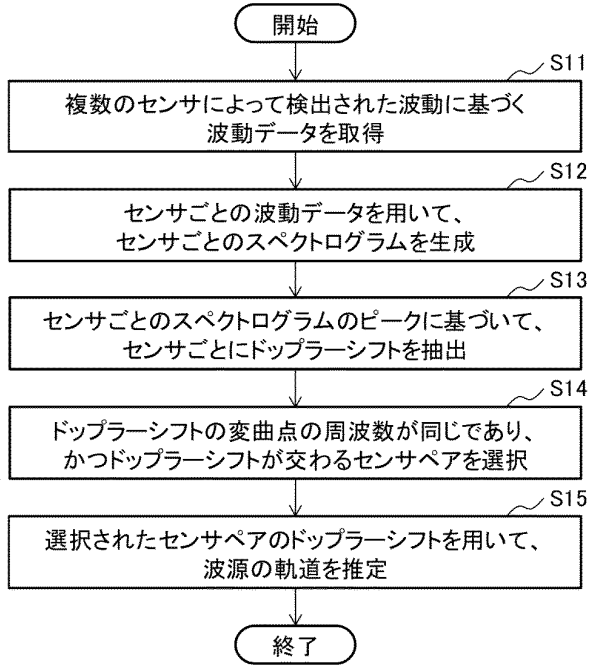 開始
S11
複数のセンサによって検出された波動に基づく
波動データを取得
S12
センサごとの波動データを用いて、
センサごとのスペクトログラムを生成
S13
センサごとのスペクトログラムのピークに基づいて、
センサごとにドップラーシフトを抽出
S14
ドップラーシフトの変曲点の周波数が同じであり、
かつドップラーシフトが交わるセンサペアを選択
S15
選択されたセンサペアのドップラーシフトを用いて、
波源の軌道を推定
終了